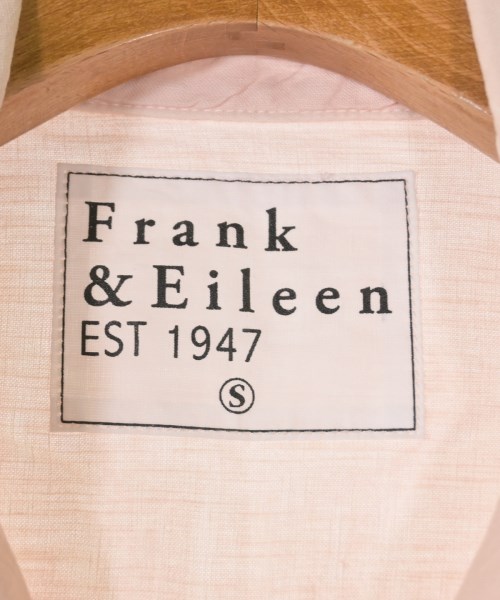 Frank
& Eileen
EST 1947
S